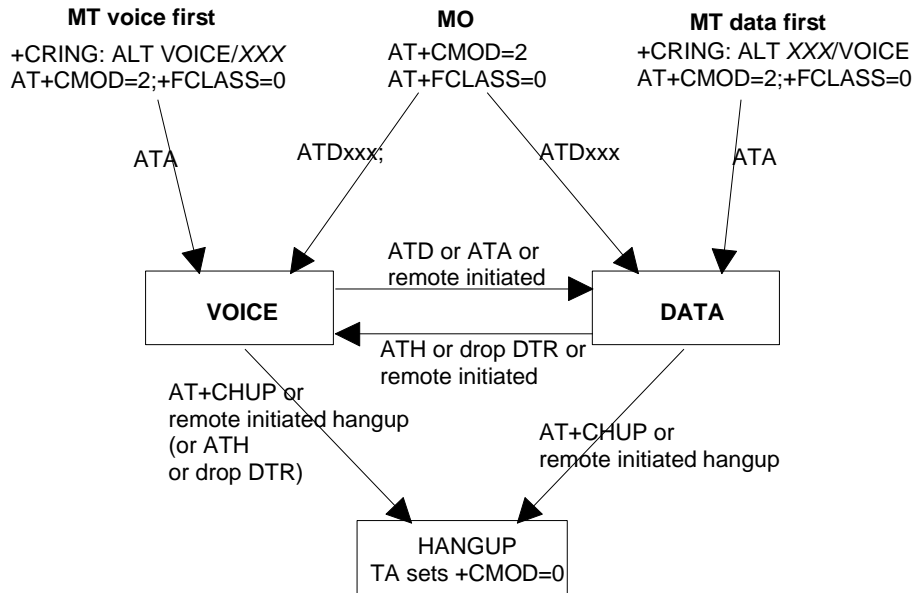 MT voice first
+CRING: ALT VOICE/XXX
AT+CMOD=2;+FCLASS=0
MO
AT+CMOD=2
AT+FCLASS=0
MT data first
+CRING: ALT XXX/VOICE
AT+CMOD=2;+FCLASS=0
ATA
ATDxxx;
ATDxxx
ATA
ATD or ATA or
remote initiated
VOICE
DATA
ATH or drop DTR or
remote initiated
AT+CHUP or
remote initiated hangup
(or ATH
or drop DTR)
AT+CHUP or
remote initiated hangup
HANGUP
TA sets +CMOD=0